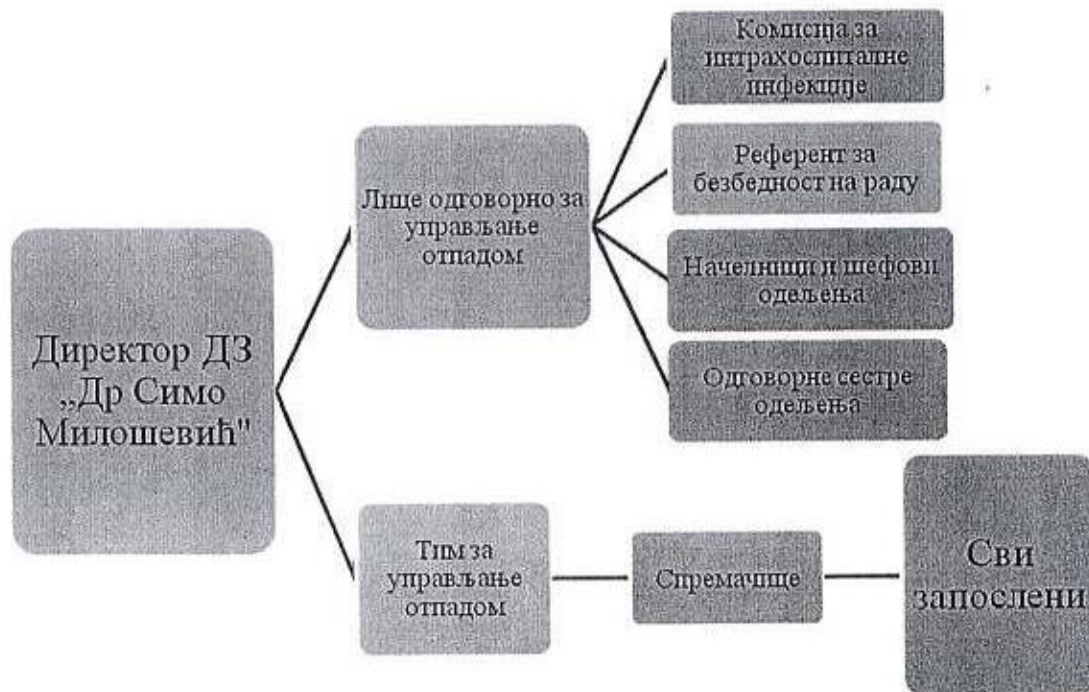 Комисија за
интрахоспиталне
инфекције
Референт за
безбедност на раду
Лице одговорно за
управљање
отпадом
Начелници и шефови
одељења
Одговорне сестре
одељења
Директор ДЗ
„Др Симо
Милошевић"
Тим за
управљање
отпадом
Спремачице
Сви
запослени